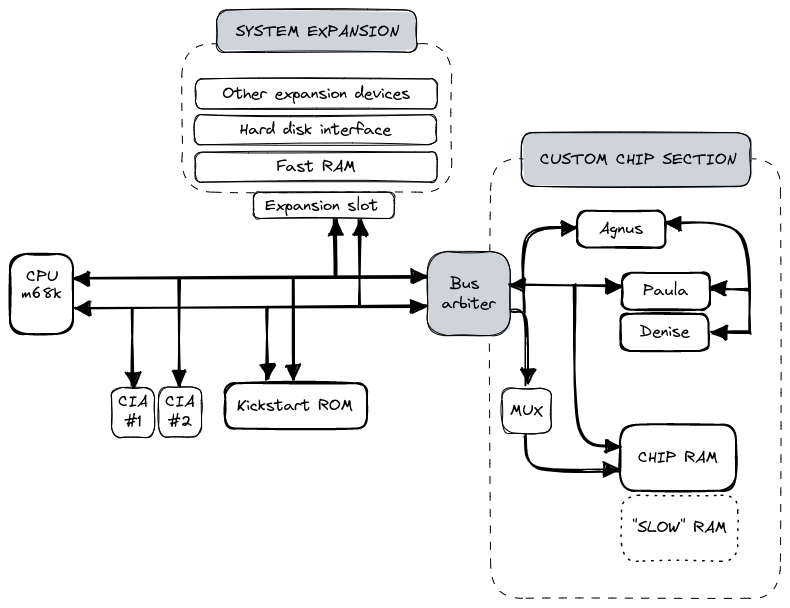 SYSTEM EXPANSION
Other expansion devices
Hard disk interface
Fast RAM
Expansion slot
CUSTOM CHIP SECTION
CPU
m68k
Bus
arbiter
Agnus
Paula
Denise
CIA
#1
CIA
#2
Kickstart ROM
MUX
CHIP RAM
"SLOW" RAM